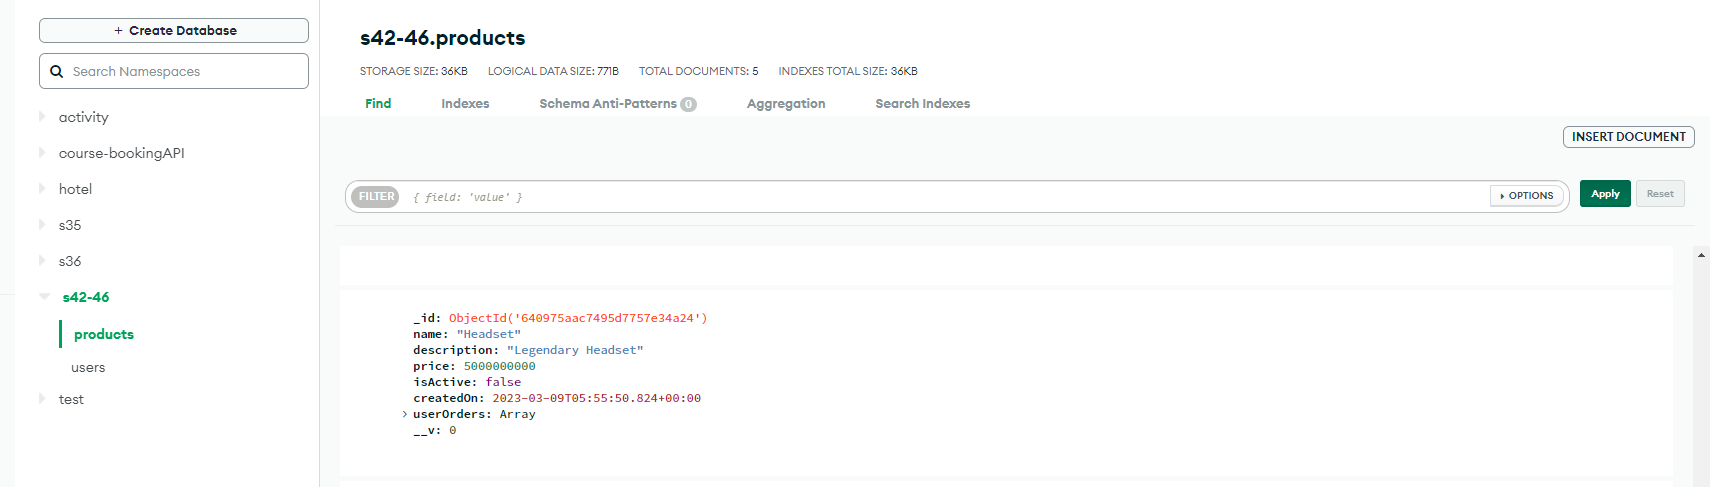 + Create Database
Search Namespaces
activity
course-bookingAPI
hotel
s35
s36
s42-46
products
users
test
s42-46.products
STORAGE SIZE: 36KB LOGICAL DATA SIZE: 771B TOTAL DOCUMENTS: 5 INDEXES TOTAL SIZE: 36KB
Find Indexes Schema Anti-Patterns 0 Aggregation Search Indexes
INSERT DOCUMENT
FILTER { field: 'value' } OPTIONS Apply Reset
_id: ObjectId('640975aac7495d7757e34a24')
name: "Headset"
description: "Legendary Headset"
price: 5000000000
isActive: false
createdOn: 2023-03-09T05:55:50.824+00:00
userOrders: Array
__v: 0